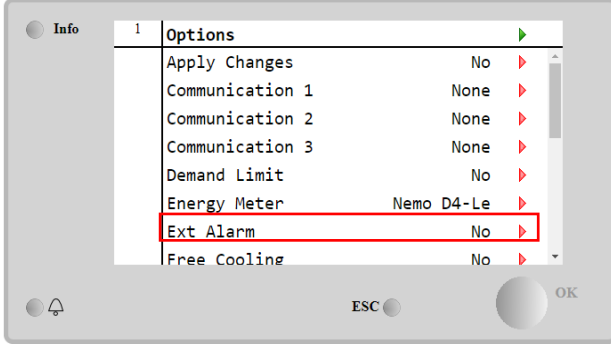 Info
1 Options
Apply Changes No
Communication 1 None
Communication 2 None
Communication 3 None
Demand Limit No
Energy Meter Nemo D4-Le
Ext Alarm No
Free Cooling No
ESC
OK